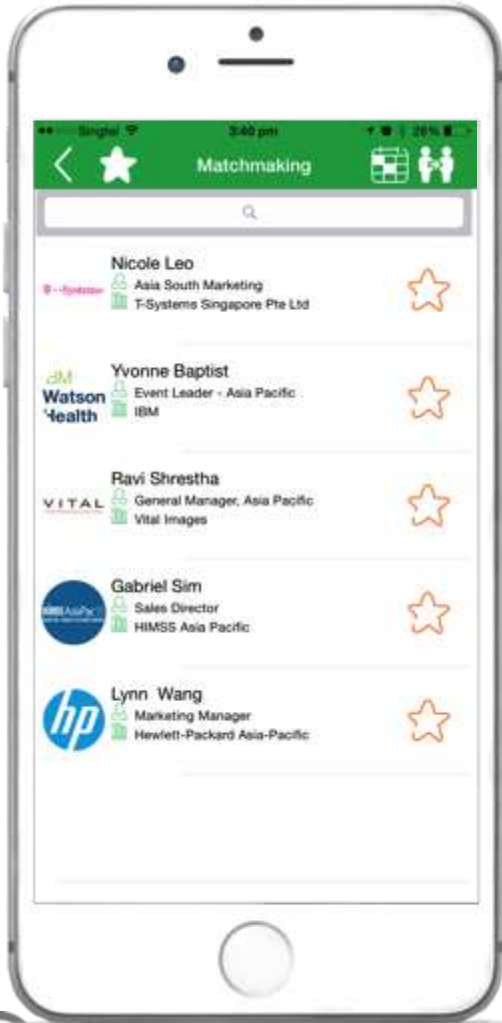 Singtel 3:40 pm 28%
Matchmaking
Nicole Leo
Asia South Marketing
T-Systems Singapore Pte Ltd
IBM
Watson
Health
Yvonne Baptist
Event Leader - Asia Pacific
IBM
VITAL
Ravi Shrestha
General Manager, Asia Pacific
Vital Images
Gabriel Sim
Sales Director
HIMSS Asia Pacific
hp
Lynn Wang
Marketing Manager
Hewlett-Packard Asia-Pacific